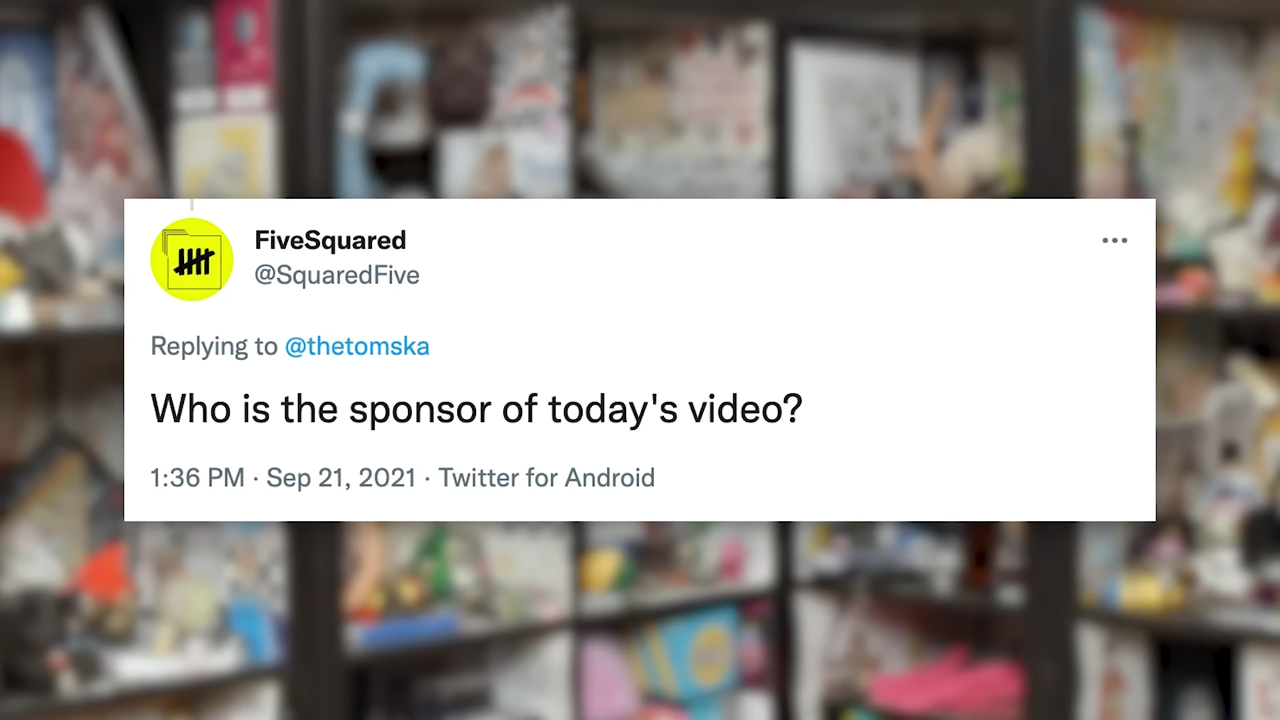 FiveSquared
@SquaredFive
Replying to @thetomska
Who is the sponsor of today's video?
1:36 PM · Sep 21, 2021 · Twitter for Android